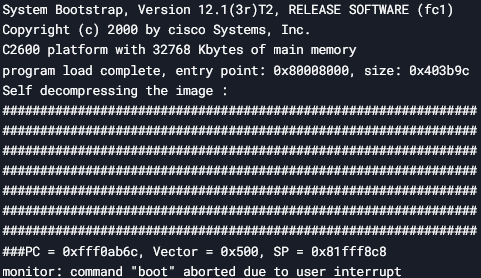 System Bootstrap, Version 12.1(3r)T2, RELEASE SOFTWARE (fc1)
Copyright (c) 2000 by cisco Systems, Inc.
C2600 platform with 32768 Kbytes of main memory
program load complete, entry point: 0x80008000, size: 0x403b9c
Self decompressing the image :
##############################################################
##############################################################
##############################################################
##############################################################
##############################################################
##############################################################
##############################################################
###PC = 0xfff0ab6c, Vector = 0x500, SP = 0x81fff8c8
monitor: command "boot" aborted due to user interrupt